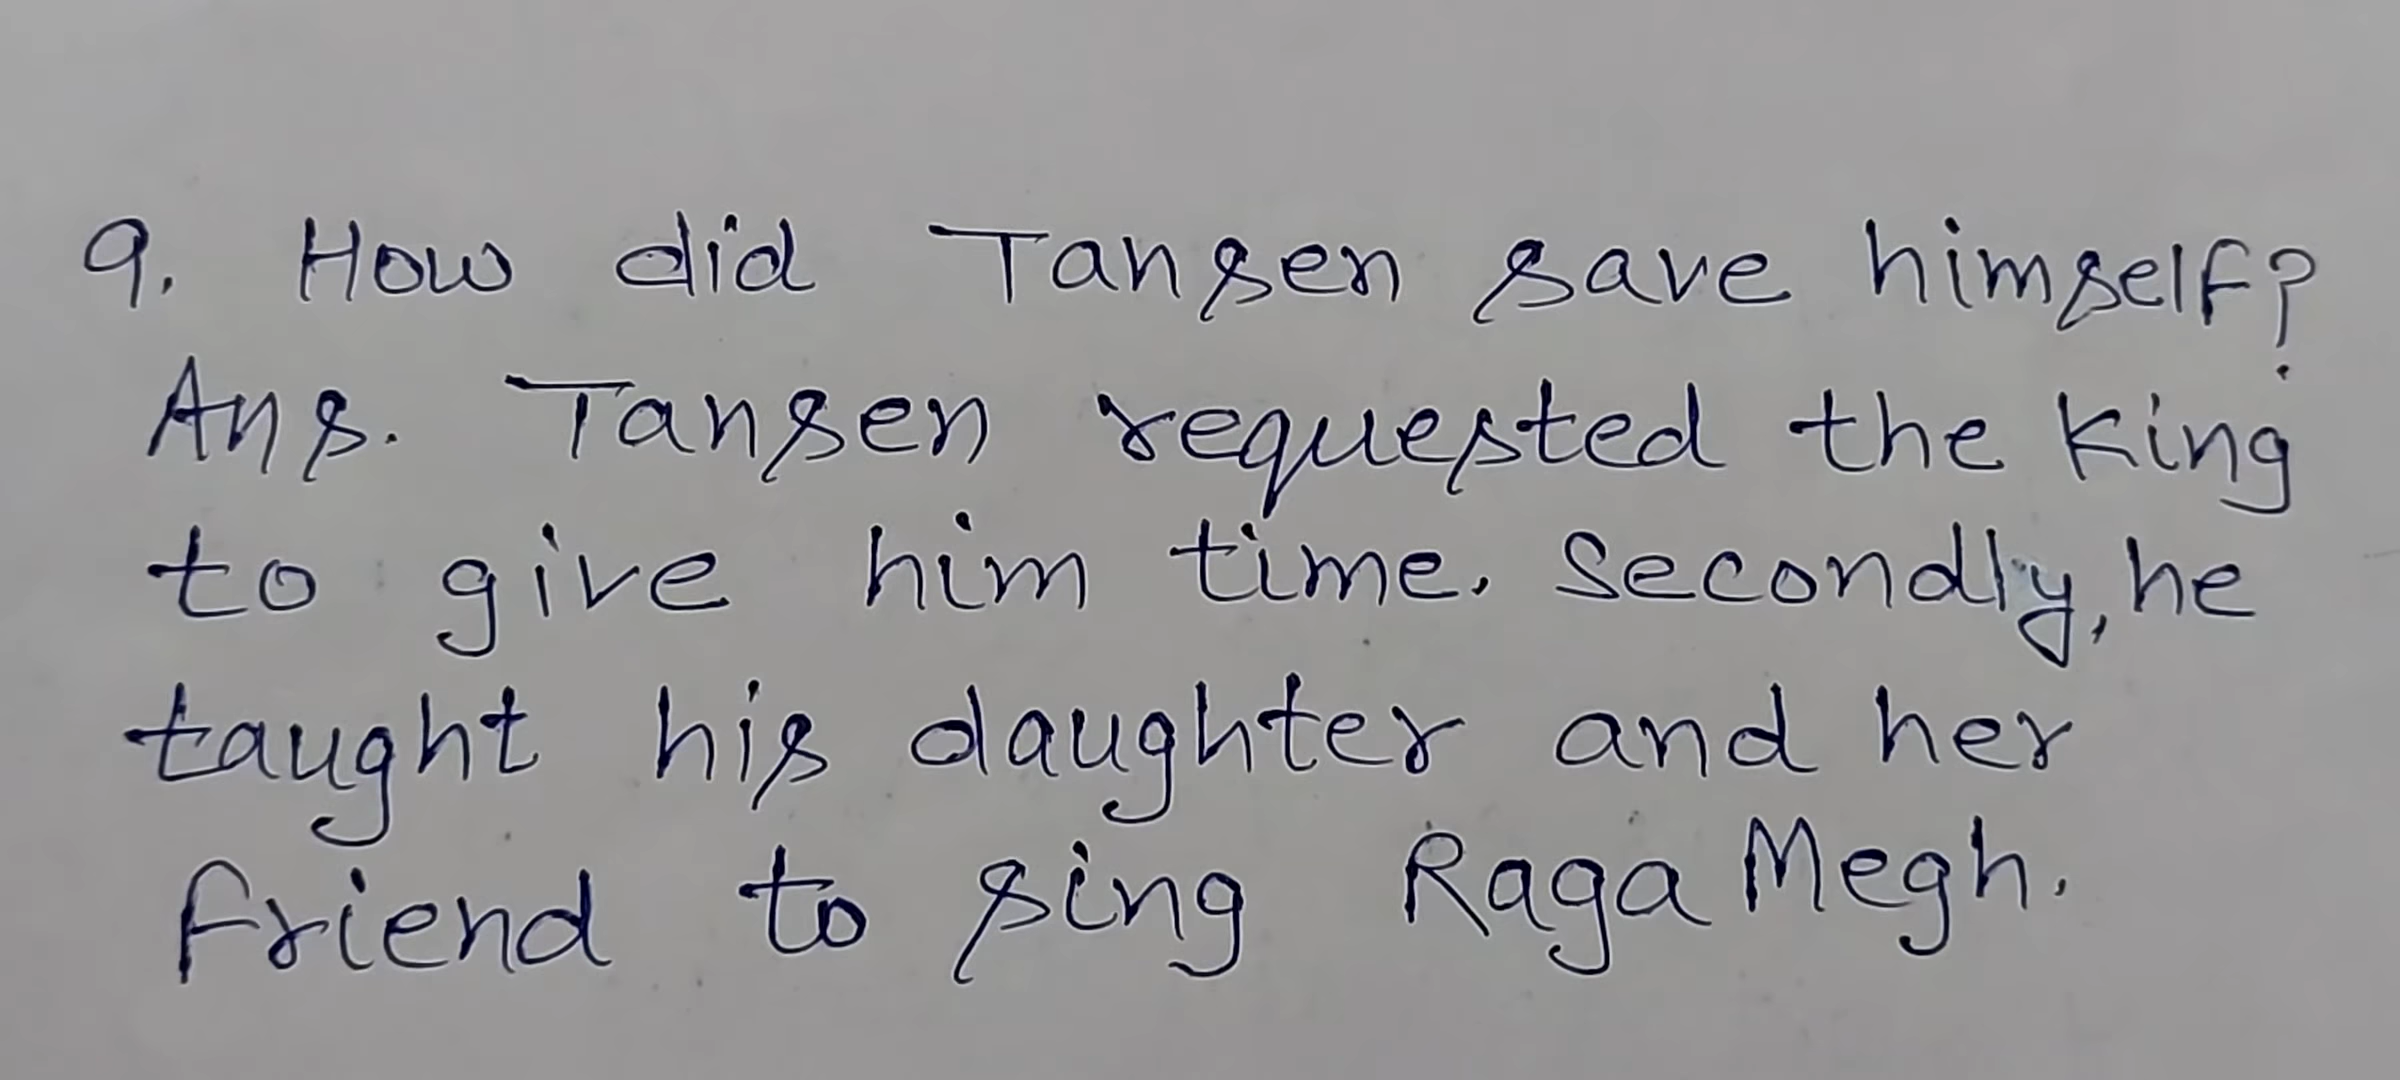 9. How did Tansen save himself?
Ans. Tansen requested the King
to give him time. Secondly, he
taught his daughter and her
friend to sing Raga Megh.